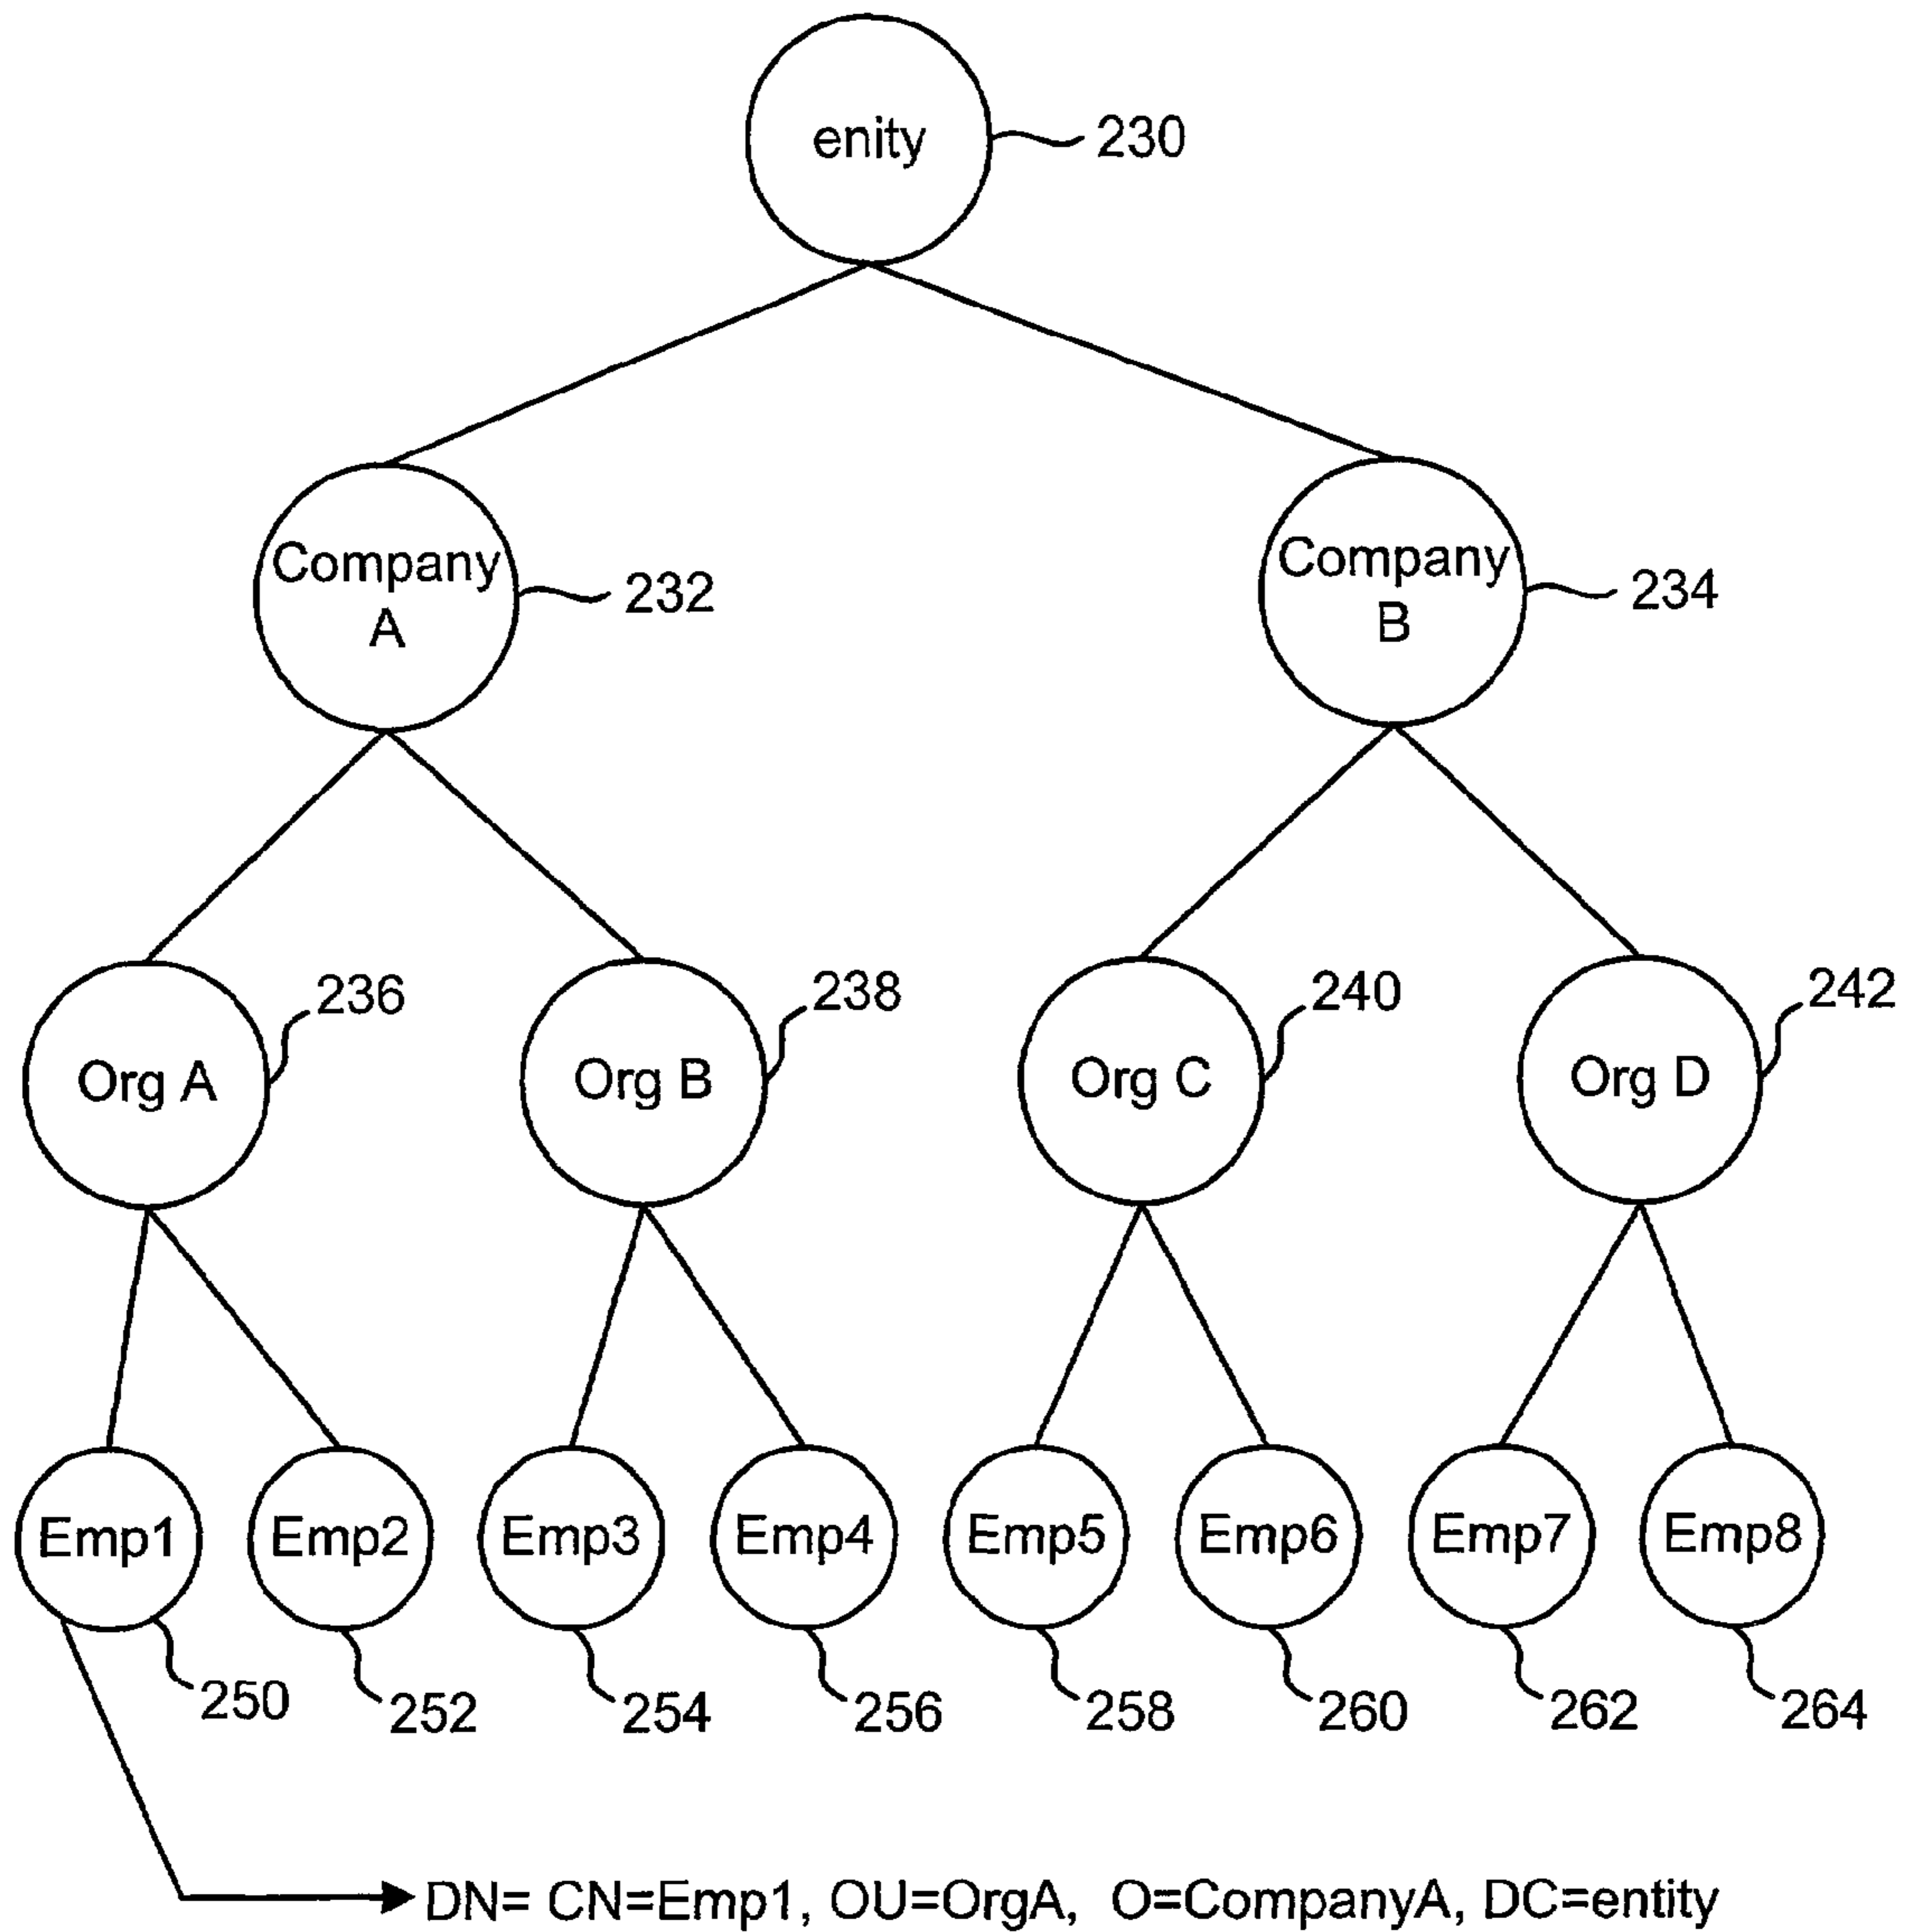 enity
230
Company
A
232
Company
B
234
Org A
236
Org B
238
Org C
240
Org D
242
Emp1
Emp2
Emp3
Emp4
Emp5
Emp6
Emp7
Emp8
250
252
254
256
258
260
262
264
DN= CN=Emp1, OU=OrgA, O=CompanyA, DC=entity